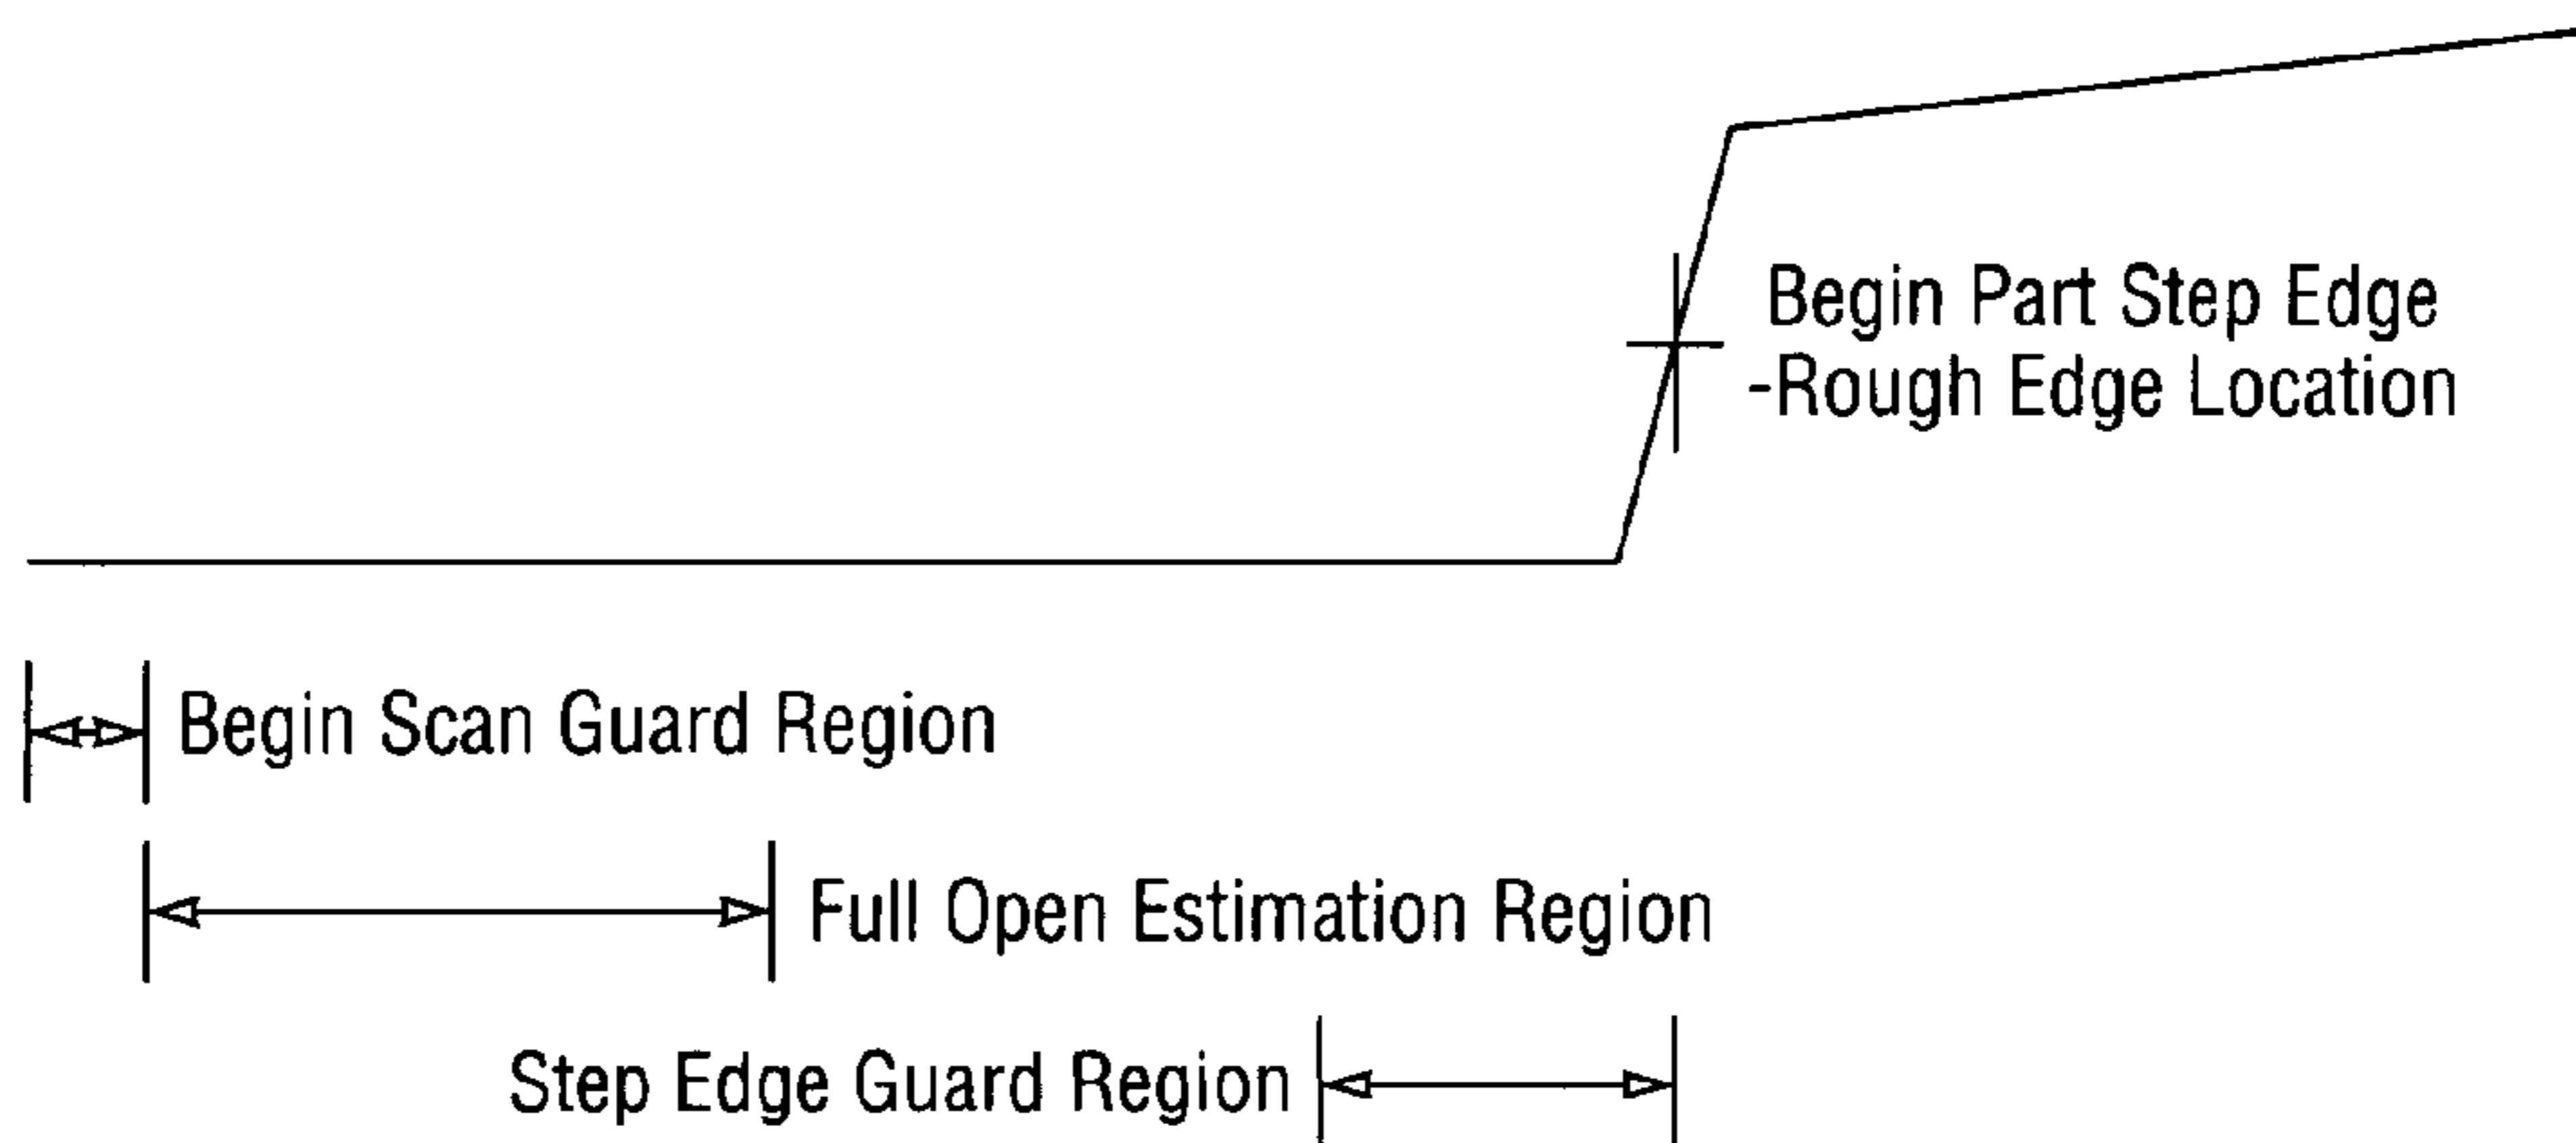 Begin Part Step Edge
-Rough Edge Location
Begin Scan Guard Region
Full Open Estimation Region
Step Edge Guard Region